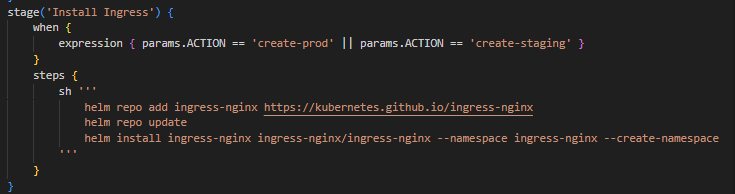 stage('Install Ingress') {
    when {
        expression { params.ACTION == 'create-prod' || params.ACTION == 'create-staging' }
    }
    steps {
        sh '''
            helm repo add ingress-nginx https://kubernetes.github.io/ingress-nginx
            helm repo update
            helm install ingress-nginx ingress-nginx/ingress-nginx --namespace ingress-nginx --create-namespace
        '''
    }
}